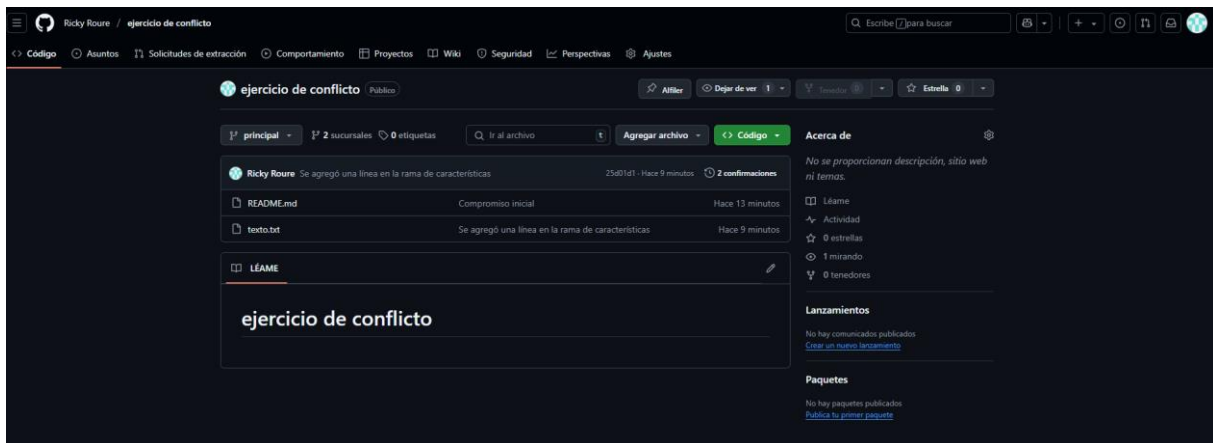 Ricky Roure / ejercicio de conflicto
Escribe / para buscar
Código Asuntos Solicitudes de extracción Comportamiento Proyectos Wiki Seguridad Perspectivas Ajustes
ejercicio de conflicto Público
Alfiler Dejar de ver 1 Tenedor 0 Estrella 0
principal 2 sucursales 0 etiquetas Ir al archivo t Agregar archivo Código
Ricky Roure Se agregó una línea en la rama de características 25d01d1 · Hace 9 minutos 2 confirmaciones
README.md Compromiso inicial Hace 13 minutos
texto.txt Se agregó una línea en la rama de características Hace 9 minutos
LÉAME
ejercicio de conflicto
Acerca de
No se proporcionan descripción, sitio web
ni temas.
Léame
Actividad
0 estrellas
1 mirando
0 tenedores
Lanzamientos
No hay comunicados publicados
Crear un nuevo lanzamiento
Paquetes
No hay paquetes publicados
Publica tu primer paquete